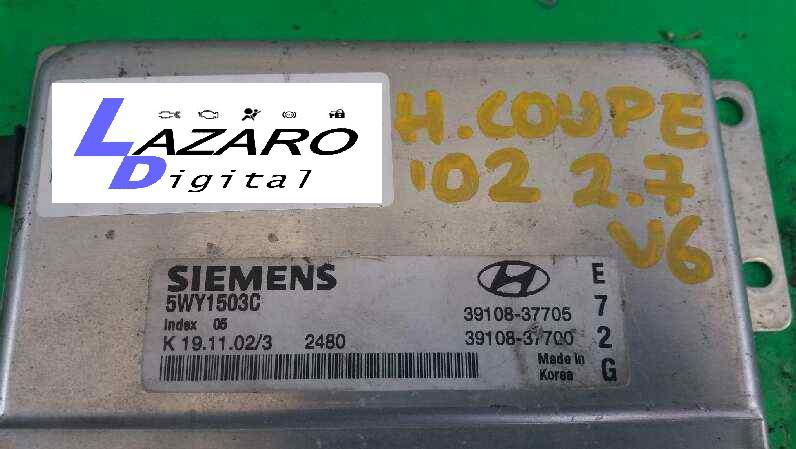 LAZARO
Digital
H. COUPE
'02 2.7
V6
SIEMENS
5WY1503C
Index 05
K 19.11.02/3 2480
39108-37705
39108-37700
Made in
Korea
E
7
2
G